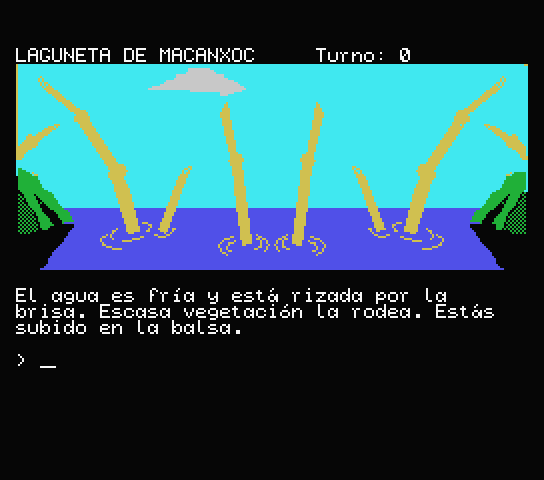 LAGUNETA DE MACANXOC Turno: 0
El agua es fría y está rizada por la
brisa. Escasa vegetación la rodea. Estás
subido en la balsa.
> _